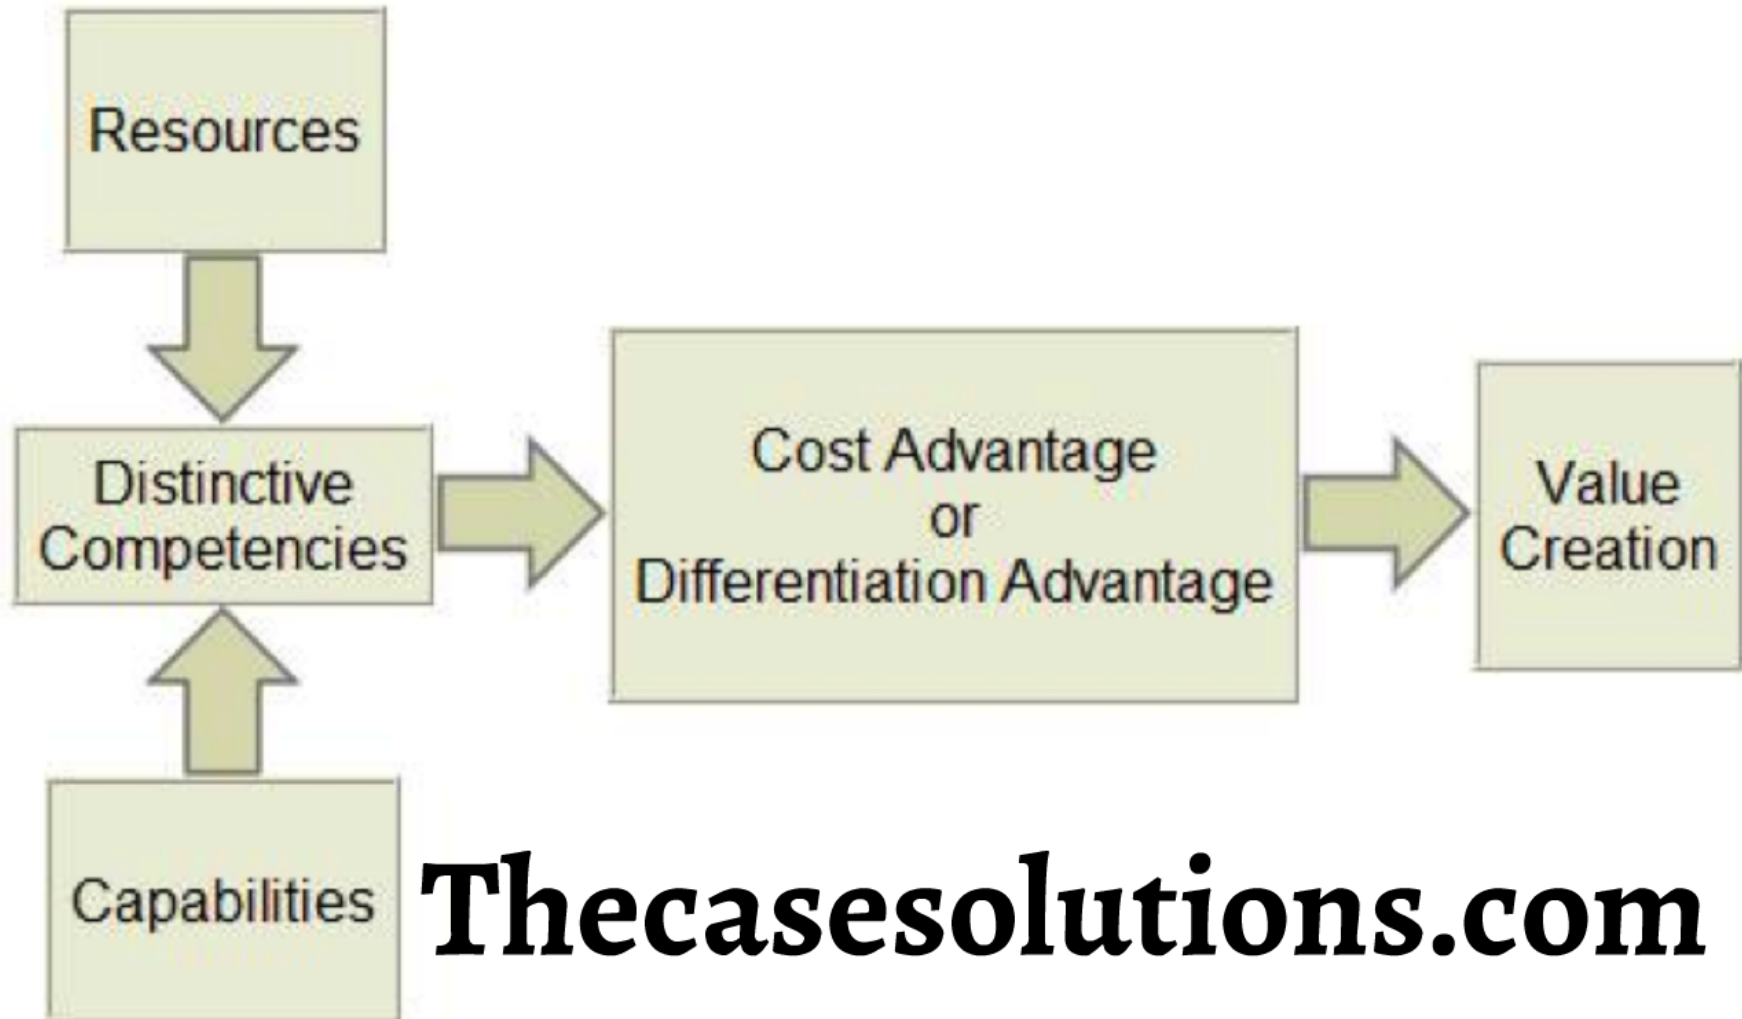 Resources
Distinctive
Competencies
Cost Advantage
or
Differentiation Advantage
Value
Creation
Capabilities
Thecasesolutions.com